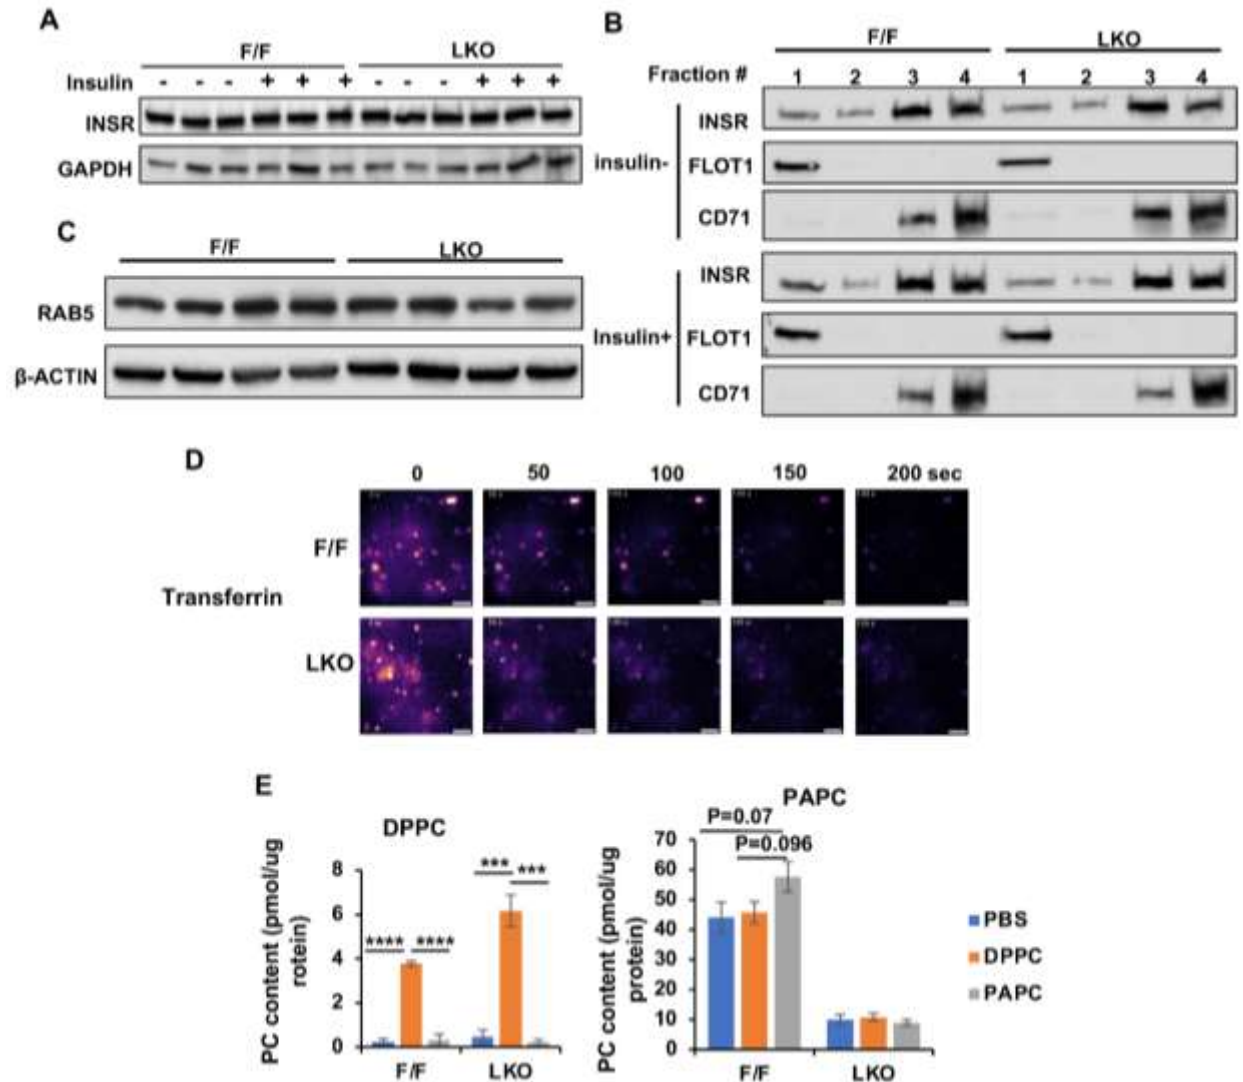 A
F/F LKO
Insulin - - - + + + - - - + + +
INSR
GAPDH
B
F/F LKO
Fraction # 1 2 3 4 1 2 3 4
INSR
insulin- FLOT1
CD71
INSR
Insulin+ FLOT1
CD71
C
F/F LKO
RAB5
β-ACTIN
D
0 50 100 150 200 sec
F/F
Transferrin
LKO
E
DPPC
PC content (pmol/ug
rotein)
8
6
4
2
0
**** ****
*** ***
F/F LKO
PAPC
P=0.07
P=0.096
PC content (pmol/ug
protein)
70
60
50
40
30
20
10
0
F/F LKO
PBS
DPPC
PAPC